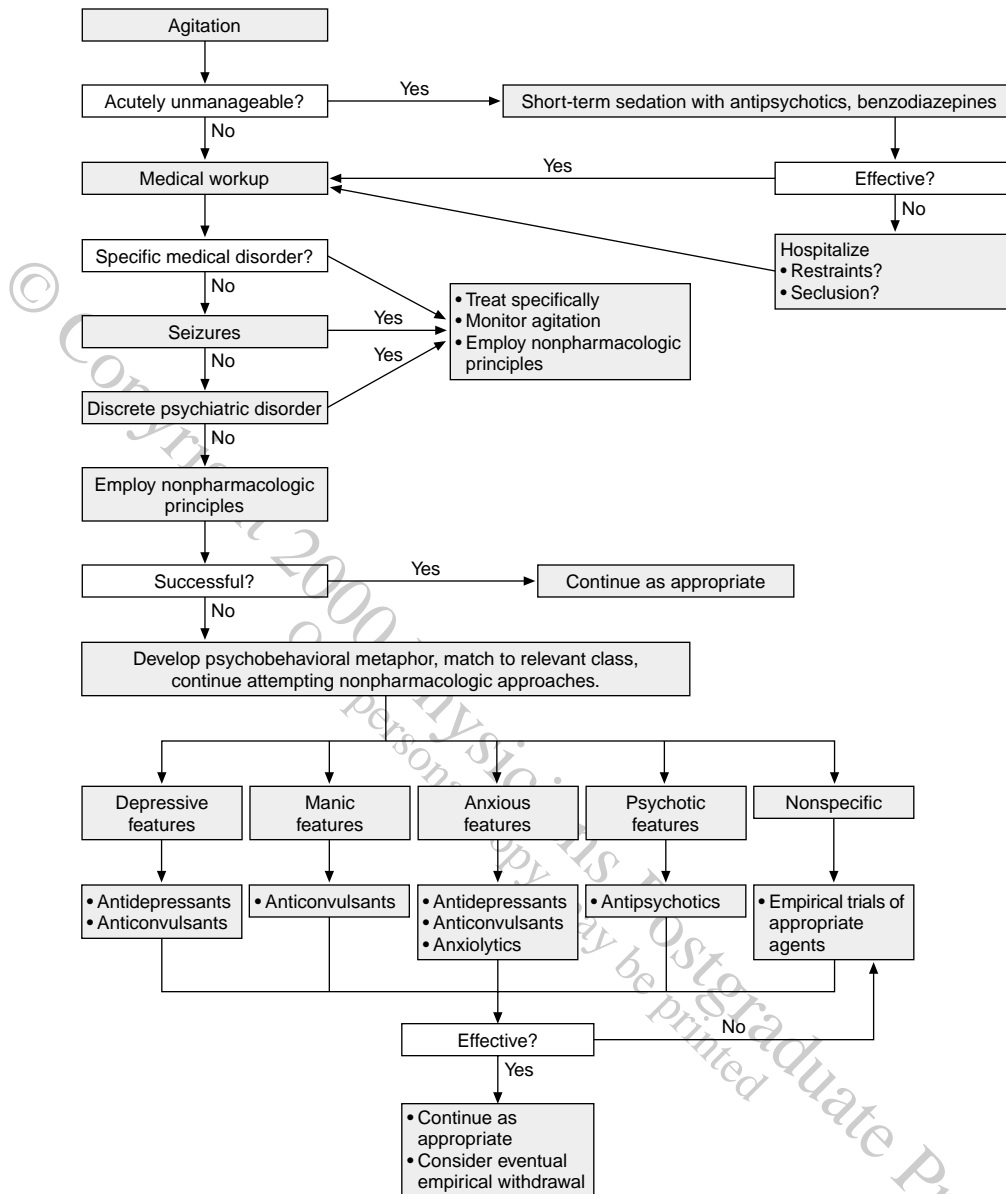 Agitation
Acutely unmanageable?
Yes
Short-term sedation with antipsychotics, benzodiazepines
No
Medical workup
Yes
Effective?
No
Hospitalize
• Restraints?
• Seclusion?
Specific medical disorder?
No
• Treat specifically
• Monitor agitation
• Employ nonpharmacologic
principles
Seizures
Yes
No
Yes
Discrete psychiatric disorder
No
Employ nonpharmacologic
principles
Successful?
Yes
Continue as appropriate
No
Develop psychobehavioral metaphor, match to relevant class,
continue attempting nonpharmacologic approaches.
Depressive
features
Manic
features
Anxious
features
Psychotic
features
Nonspecific
• Antidepressants
• Anticonvulsants
• Anticonvulsants
• Antidepressants
• Anticonvulsants
• Anxiolytics
• Antipsychotics
• Empirical trials of
appropriate
agents
Effective?
No
Yes
• Continue as
appropriate
• Consider eventual
empirical withdrawal
© Copyright 2000 Physicians Postgraduate
personal copy may be printed